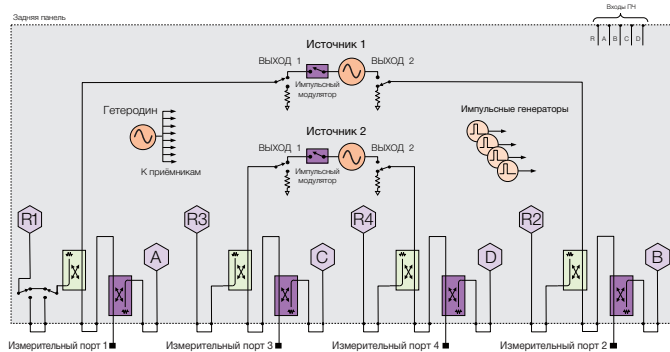 Входы ПЧ
Задняя панель
R A B C D
Источник 1
ВЫХОД 1
ВЫХОД 2
Импульсный
модулятор
Гетеродин
К приёмникам
Импульсные генераторы
Источник 2
ВЫХОД 1
ВЫХОД 2
Импульсный
модулятор
R1
R3
R4
R2
A
C
D
B
Измерительный порт 1
Измерительный порт 3
Измерительный порт 4
Измерительный порт 2